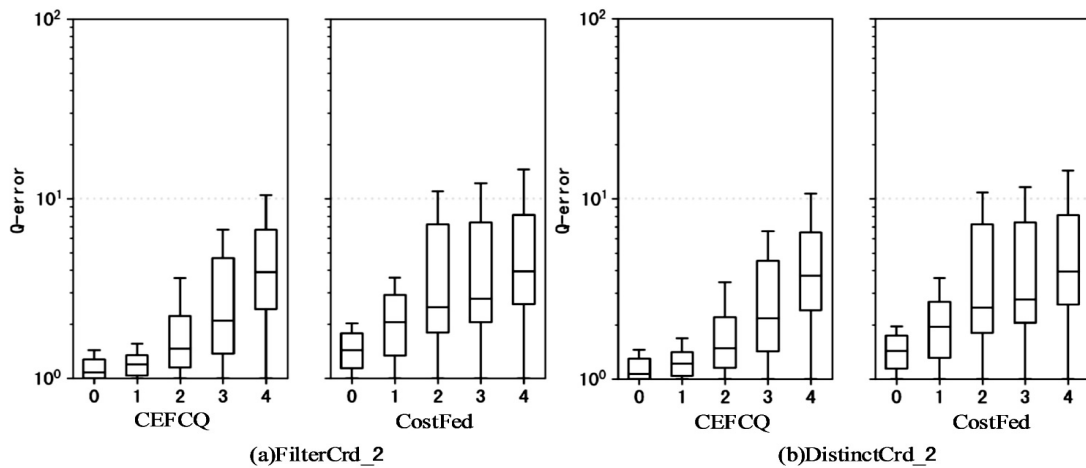 10² 10²
Q-error 10¹ Q-error 10¹
10⁰ 10⁰
0 1 2 3 4 0 1 2 3 4 0 1 2 3 4 0 1 2 3 4
CEFCQ CostFed CEFCQ CostFed
(a)FilterCrd_2 (b)DistinctCrd_2